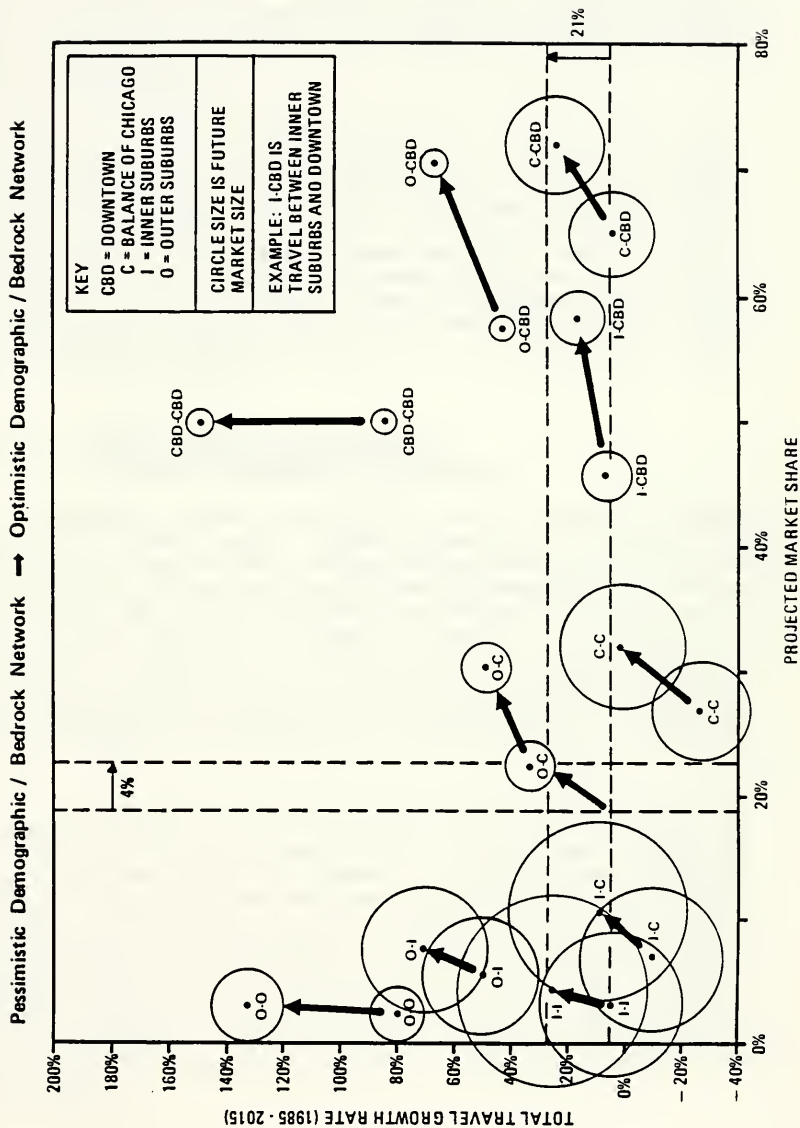 Pessimistic Demographic / Bedrock Network → Optimistic Demographic / Bedrock Network
KEY
CBD = DOWNTOWN
C = BALANCE OF CHICAGO
I = INNER SUBURBS
O = OUTER SUBURBS
CIRCLE SIZE IS FUTURE
MARKET SIZE
EXAMPLE: I-CBD IS
TRAVEL BETWEEN INNER
SUBURBS AND DOWNTOWN
TOTAL TRAVEL GROWTH RATE (1985 - 2015)
200%
180%
160%
140%
120%
100%
80%
60%
40%
20%
0%
- 20%
- 40%
21%
4%
CBD-CBD
CBD-CBD
O-CBD
O-CBD
C-CBD
C-CBD
I-CBD
I-CBD
O-C
O-C
C-C
C-C
O-O
O-O
O-I
O-I
I-C
I-C
I-I
I-I
0%
20%
40%
60%
80%
PROJECTED MARKET SHARE